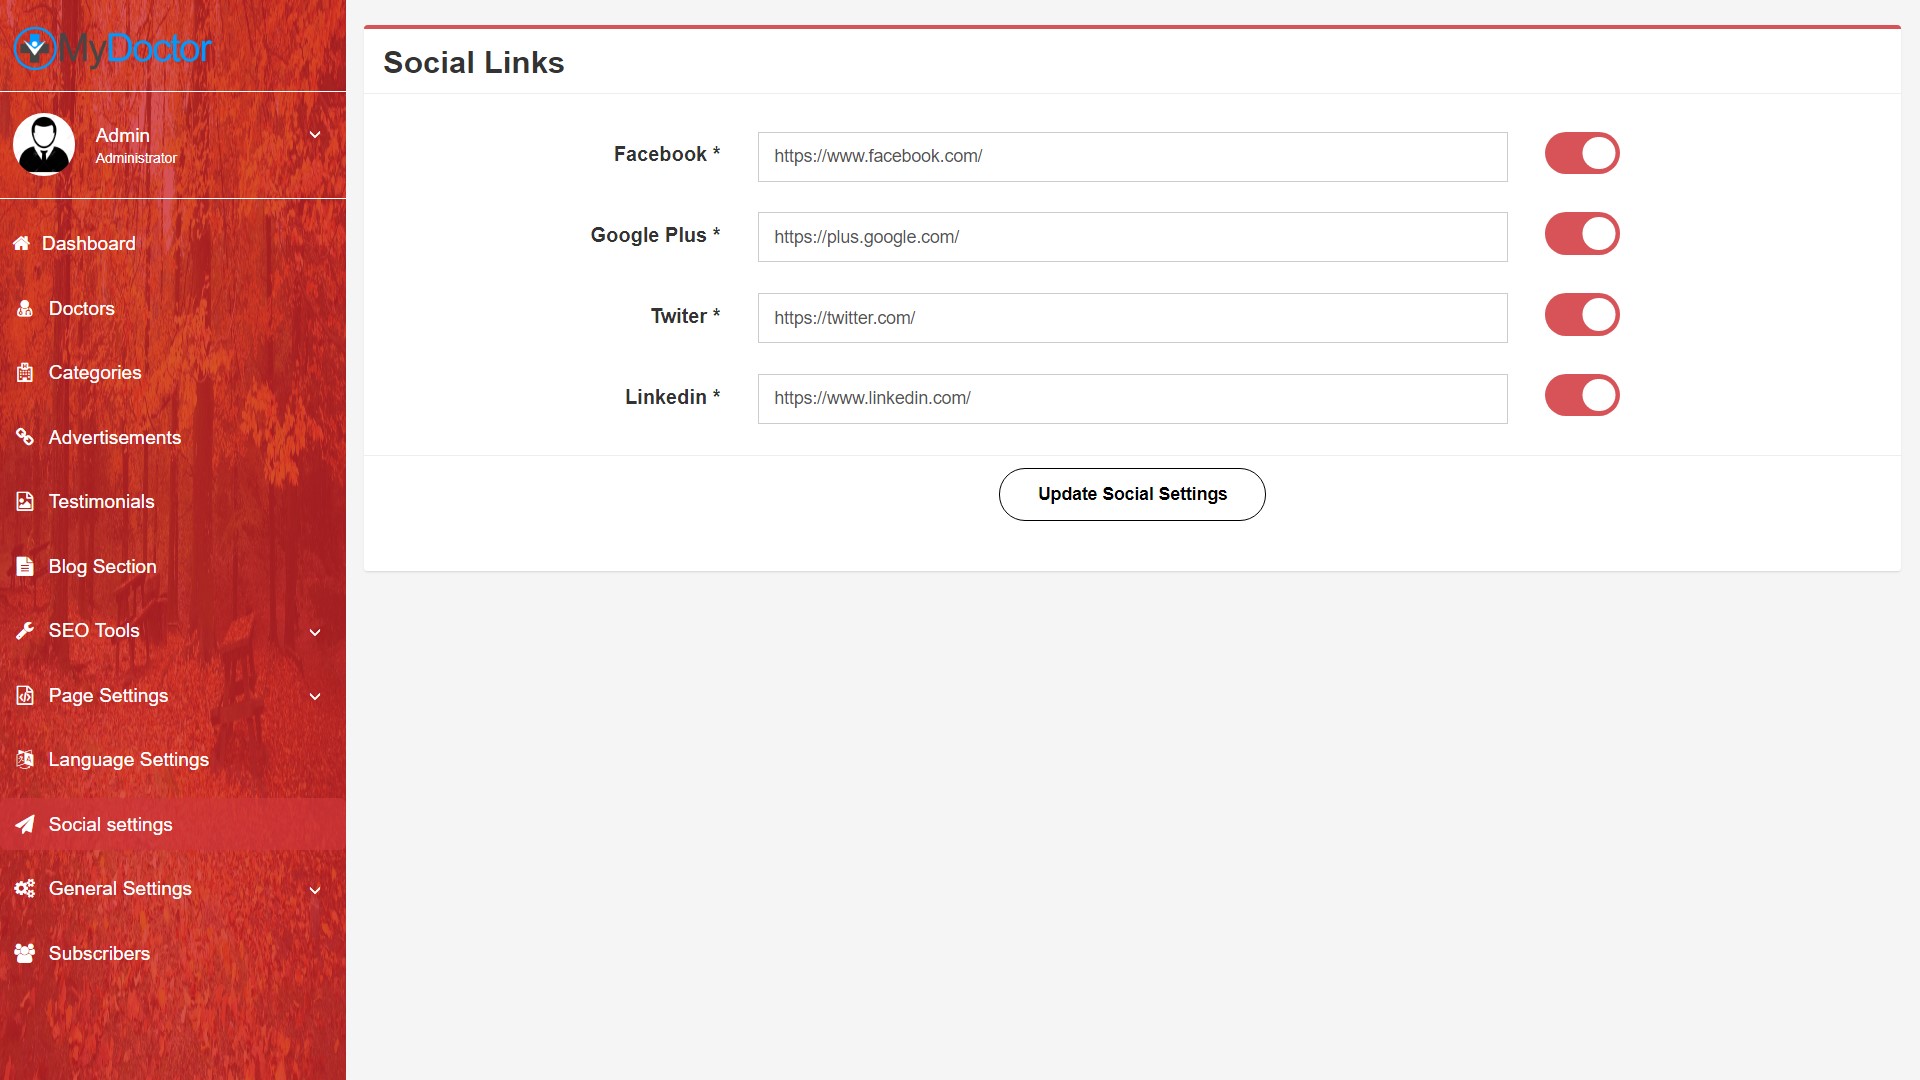 MyDoctor
Admin
Administrator
Dashboard
Doctors
Categories
Advertisements
Testimonials
Blog Section
SEO Tools
Page Settings
Language Settings
Social settings
General Settings
Subscribers
Social Links
Facebook *
https://www.facebook.com/
Google Plus *
https://plus.google.com/
Twiter *
https://twitter.com/
Linkedin *
https://www.linkedin.com/
Update Social Settings